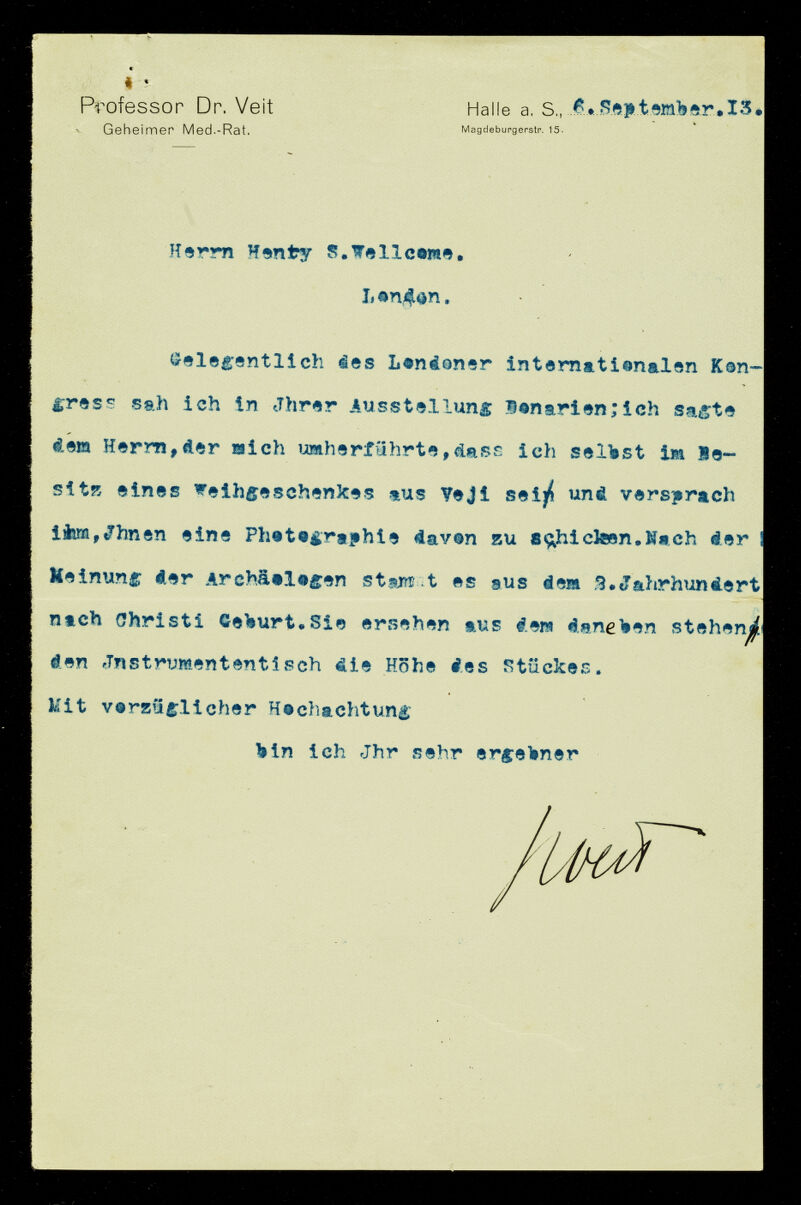 Professor Dr. Veit
Geheimer Med.-Rat.
Halle a. S., 6.September.I3.
Magdeburgerstr. 15.
Herrn Henty S.Wellcome.
London.
Gelegentlich des Londoner internationalen Kon-
gress sah ich in Jhrer Ausstellung Donarien;ich sagte
dem Herrn,der mich umherführte,dass ich selbst im Be-
sitz eines Weihgeschenkes aus Veji sei und versprach
ihm,Jhnen eine Photographie davon zu schicken.Nach der
Meinung der Archäologen stammt es aus dem 3.Jahrhundert
nach Christi Geburt.Sie ersehen aus dem daneben stehen
den Jnstrumententisch die Höhe des Stückes.
Mit vorzüglicher Hochachtung
bin ich Jhr sehr ergebner
JVeit